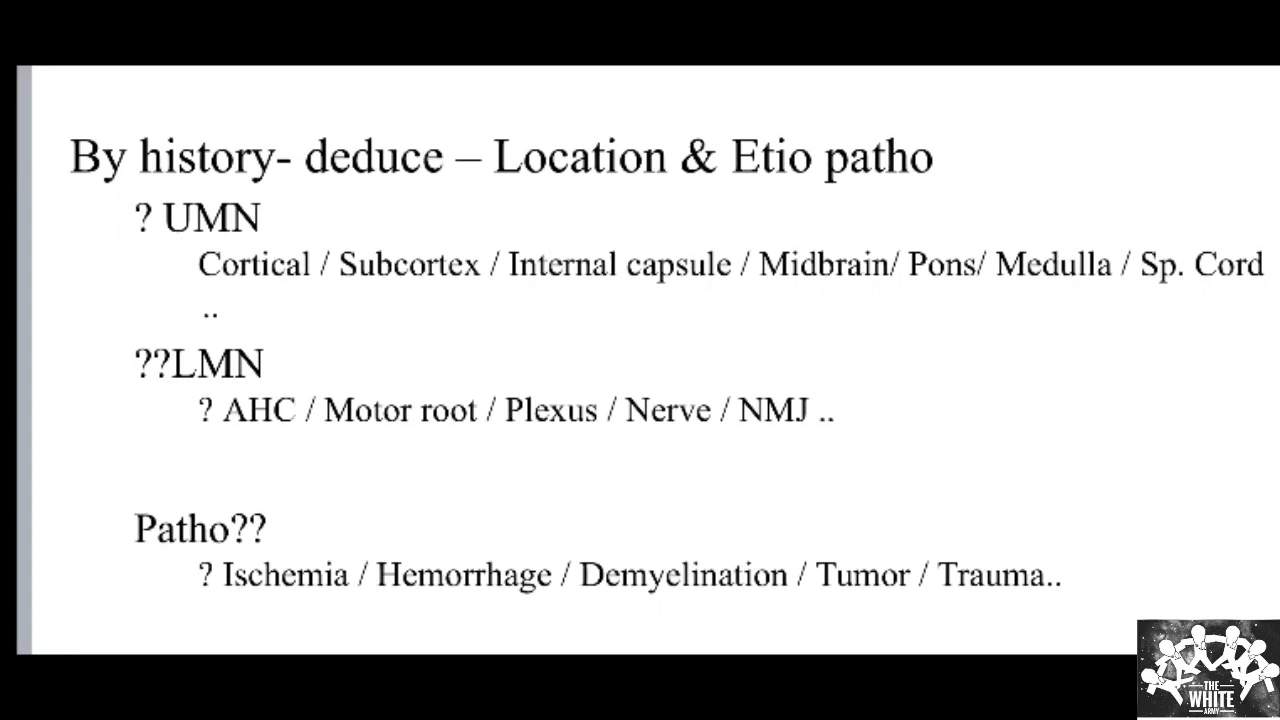 By history- deduce – Location & Etio patho
? UMN
Cortical / Subcortex / Internal capsule / Midbrain/ Pons/ Medulla / Sp. Cord
..
??LMN
? AHC / Motor root / Plexus / Nerve / NMJ ..
Patho??
? Ischemia / Hemorrhage / Demyelination / Tumor / Trauma..
THE
WHITE
ARMY